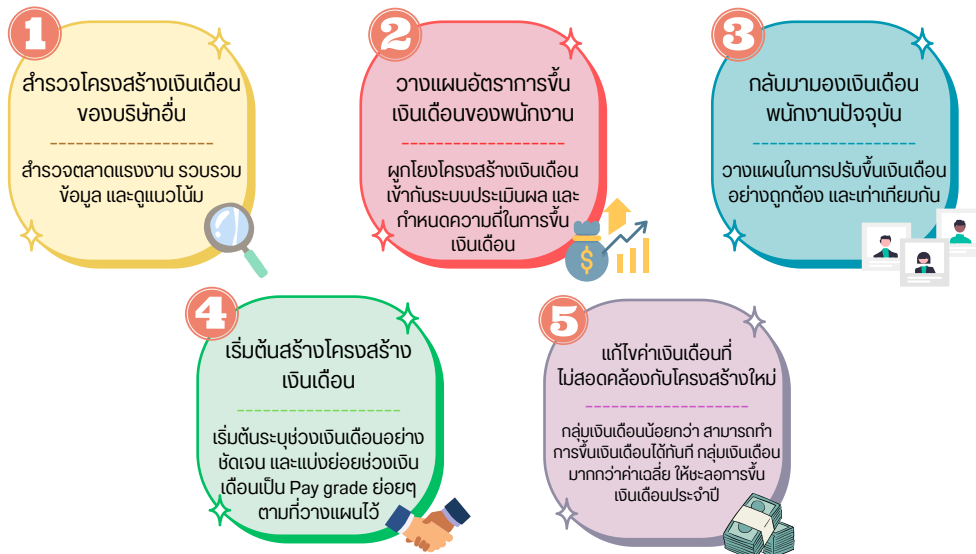 1
สำรวจโครงสร้างเงินเดือน
ของบริษัทอื่น
สำรวจตลาดแรงงาน รวบรวม
ข้อมูล และดูแนวโน้ม
2
วางแผนอัตราการขึ้น
เงินเดือนของพนักงาน
ผูกโยงโครงสร้างเงินเดือน
เข้ากับระบบประเมินผล และ
กำหนดความถี่ในการขึ้น
เงินเดือน
$
3
กลับมามองเงินเดือน
พนักงานปัจจุบัน
วางแผนในการปรับขึ้นเงินเดือน
อย่างถูกต้อง และเท่าเทียมกัน
4
เริ่มต้นสร้างโครงสร้าง
เงินเดือน
เริ่มต้นระบุช่วงเงินเดือนอย่าง
ชัดเจน และแบ่งย่อยช่วงเงิน
เดือนเป็น Pay grade ย่อยๆ
ตามที่วางแผนไว้
5
แก้ไขค่าเงินเดือนที่
ไม่สอดคล้องกับโครงสร้างใหม่
กลุ่มเงินเดือนน้อยกว่า สามารถทำ
การขึ้นเงินเดือนได้ทันที กลุ่มเงินเดือน
มากกว่าค่าเฉลี่ย ให้ชะลอการขึ้น
เงินเดือนประจำปี